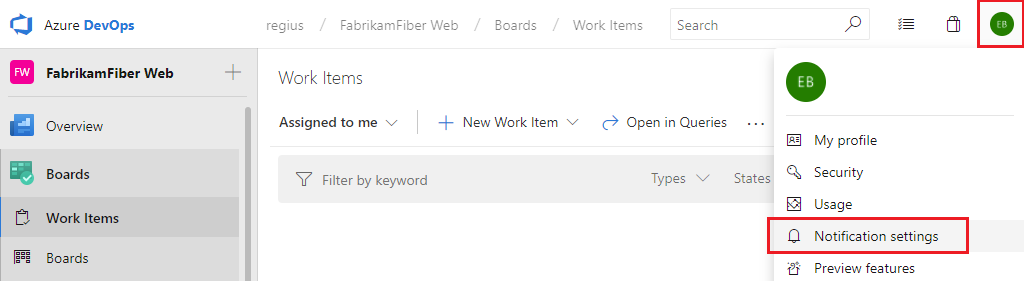 Azure DevOps
regius / FabrikamFiber Web / Boards / Work Items
Search
EB
FW FabrikamFiber Web
Overview
Boards
Work Items
Boards
Work Items
Assigned to me
New Work Item
Open in Queries
...
Filter by keyword
Types
States
EB
My profile
Security
Usage
Notification settings
Preview features